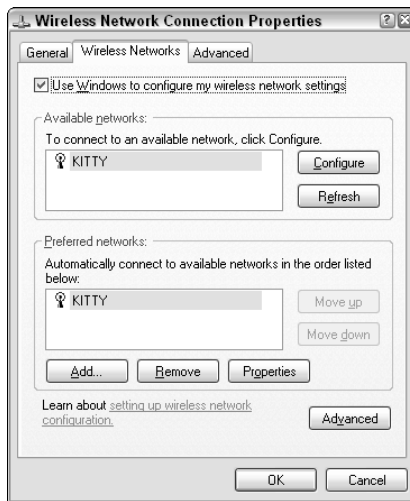 Wireless Network Connection Properties
General Wireless Networks Advanced
Use Windows to configure my wireless network settings
Available networks:
To connect to an available network, click Configure.
KITTY
Configure
Refresh
Preferred networks:
Automatically connect to available networks in the order listed
below:
KITTY
Move up
Move down
Add... Remove Properties
Learn about setting up wireless network
configuration.
Advanced
OK Cancel